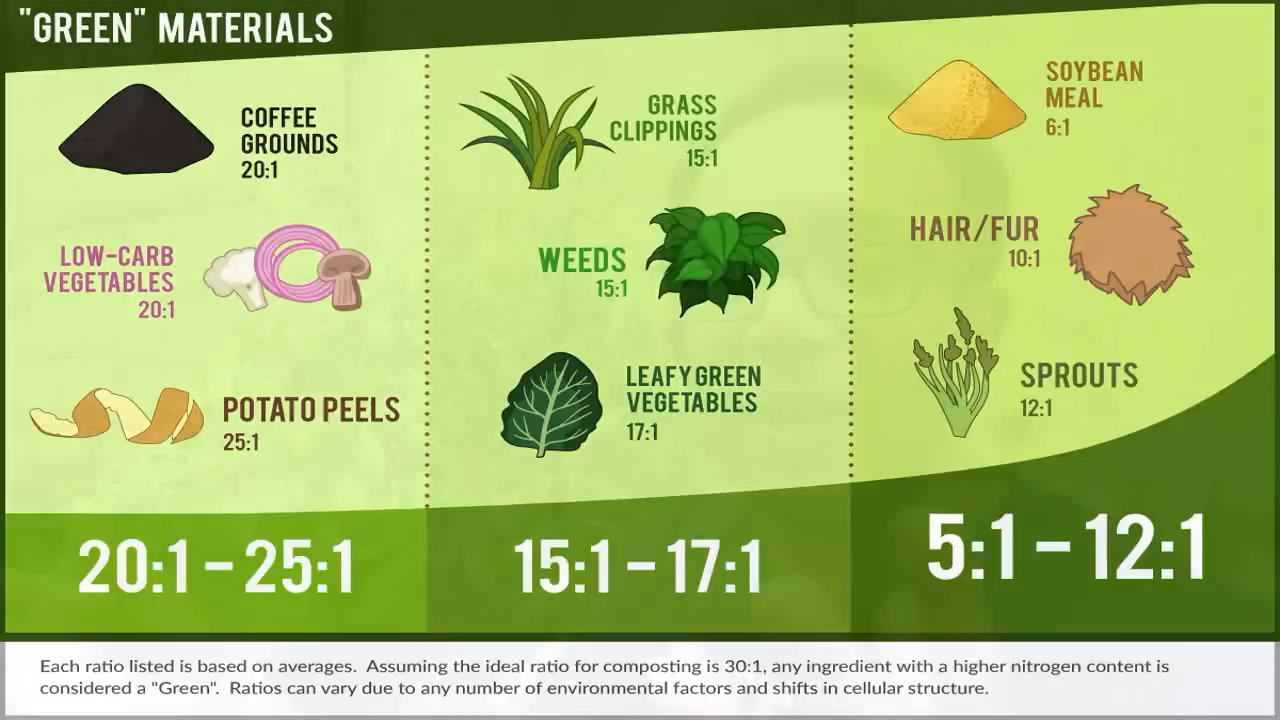 "GREEN" MATERIALS
COFFEE
GROUNDS
20:1
LOW-CARB
VEGETABLES
20:1
POTATO PEELS
25:1
20:1 – 25:1
GRASS
CLIPPINGS
15:1
WEEDS
15:1
LEAFY GREEN
VEGETABLES
17:1
15:1 – 17:1
SOYBEAN
MEAL
6:1
HAIR/FUR
10:1
SPROUTS
12:1
5:1 – 12:1
Each ratio listed is based on averages.  Assuming the ideal ratio for composting is 30:1, any ingredient with a higher nitrogen content is
considered a "Green".  Ratios can vary due to any number of environmental factors and shifts in cellular structure.